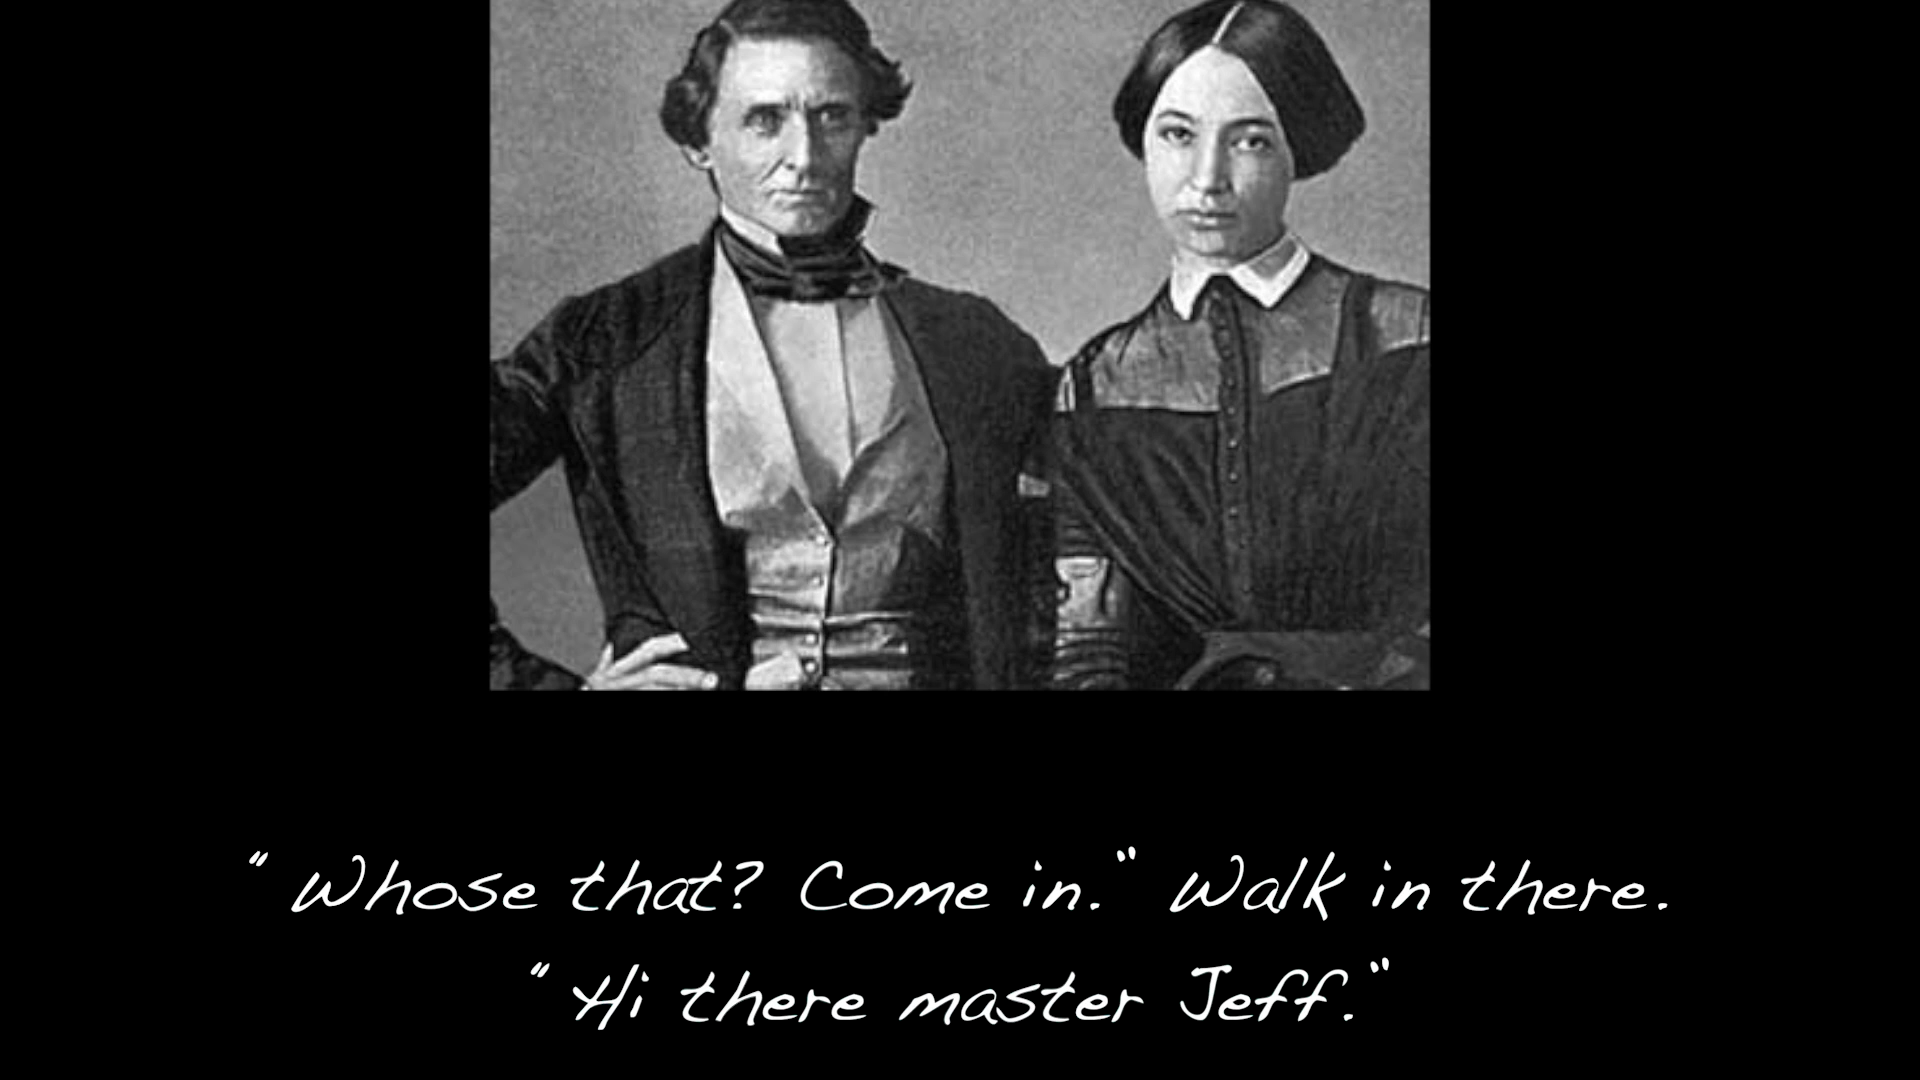 "Whose that? Come in." Walk in there.
"Hi there master Jeff."